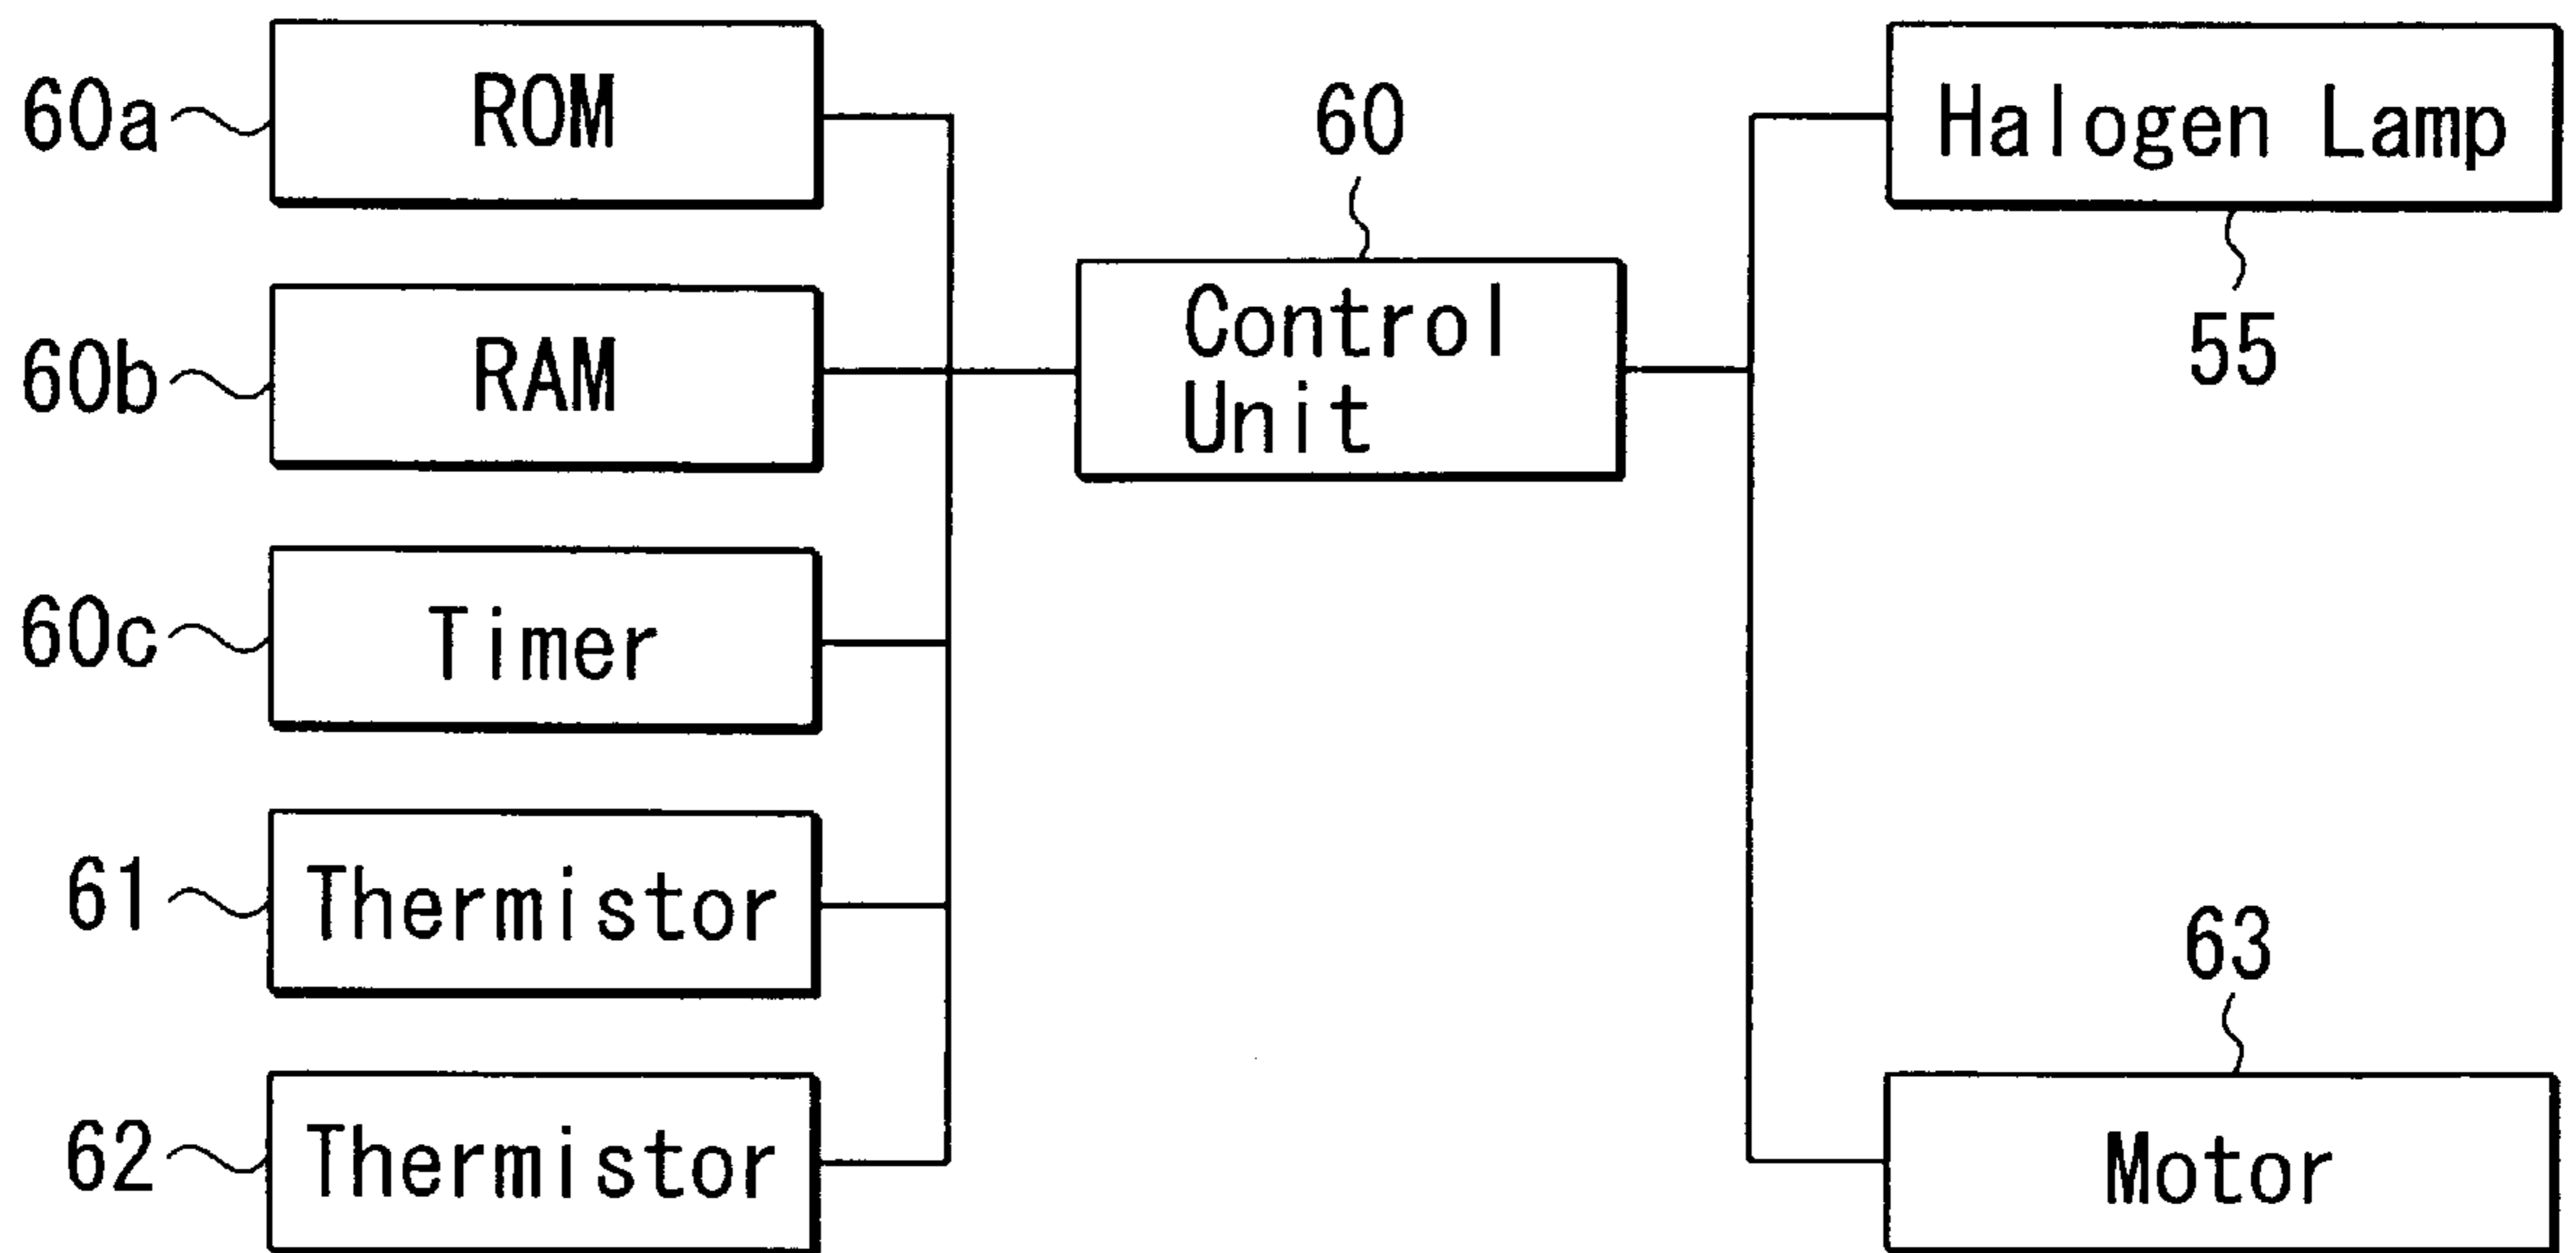 60a
ROM
60b
RAM
60c
Timer
61
Thermistor
62
Thermistor
60
Control
Unit
Halogen Lamp
55
63
Motor